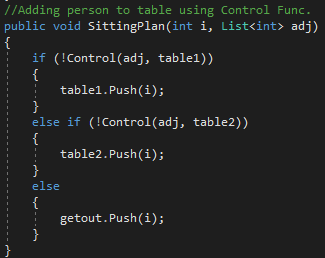 //Adding person to table using Control Func.
public void SittingPlan(int i, List<int> adj)
{
    if (!Control(adj, table1))
    {
        table1.Push(i);
    }
    else if (!Control(adj, table2))
    {
        table2.Push(i);
    }
    else
    {
        getout.Push(i);
    }
}